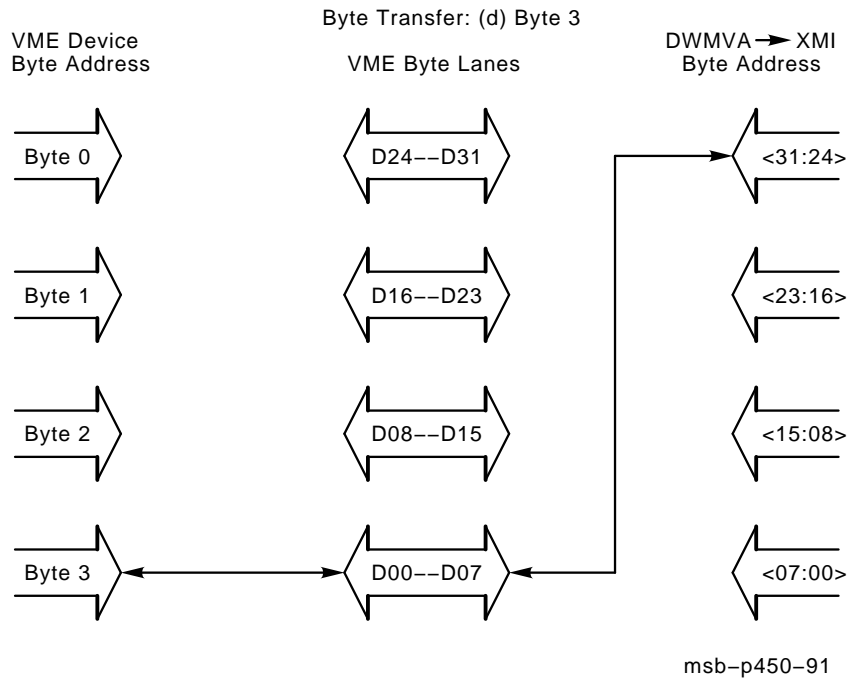 Byte Transfer: (d) Byte 3
VME Device
Byte Address
VME Byte Lanes
DWMVA → XMI
Byte Address
Byte 0
D24--D31
<31:24>
Byte 1
D16--D23
<23:16>
Byte 2
D08--D15
<15:08>
Byte 3
D00--D07
<07:00>
msb-p450-91